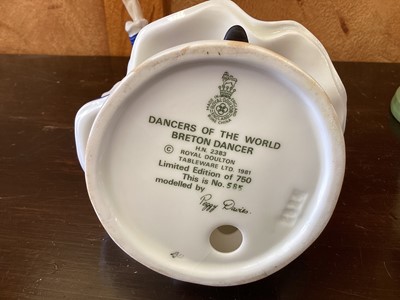 DANCERS OF THE WORLD
BRETON DANCER
H.N. 2383
© ROYAL DOULTON
TABLEWARE LTD. 1981
Limited Edition of 750
This is No. 585
modelled by
Peggy Davies.